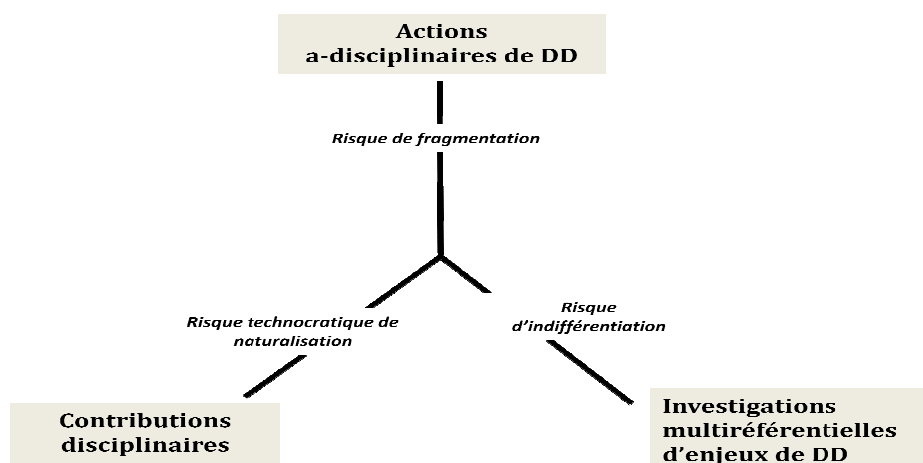 Actions
a-disciplinaires de DD
Risque de fragmentation
Risque technocratique de
naturalisation
Risque
d'indifférentiation
Contributions
disciplinaires
Investigations
multiréférentielles
d'enjeux de DD